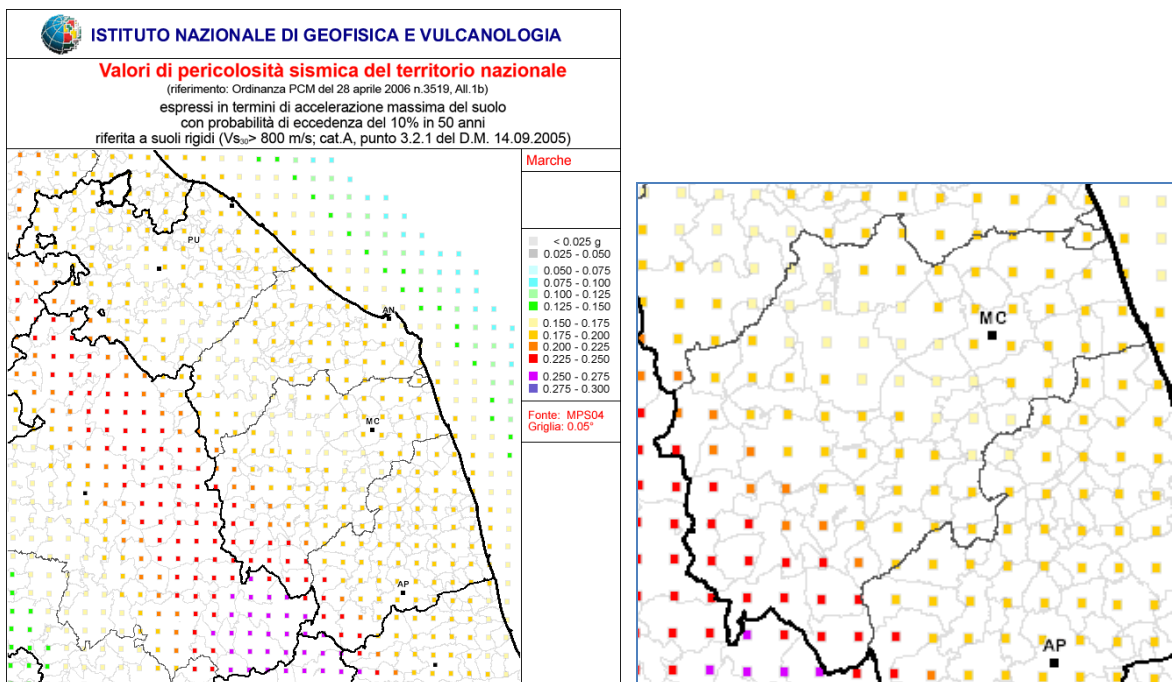 ISTITUTO NAZIONALE DI GEOFISICA E VULCANOLOGIA
Valori di pericolosità sismica del territorio nazionale
(riferimento: Ordinanza PCM del 28 aprile 2006 n.3519, All.1b)
espressi in termini di accelerazione massima del suolo
con probabilità di eccedenza del 10% in 50 anni
riferita a suoli rigidi (Vs₃₀> 800 m/s; cat.A, punto 3.2.1 del D.M. 14.09.2005)
Marche
< 0.025 g
0.025 - 0.050
0.050 - 0.075
0.075 - 0.100
0.100 - 0.125
0.125 - 0.150
0.150 - 0.175
0.175 - 0.200
0.200 - 0.225
0.225 - 0.250
0.250 - 0.275
0.275 - 0.300
Fonte: MPS04
Griglia: 0.05°
PU
AN
MC
AP
MC
AP